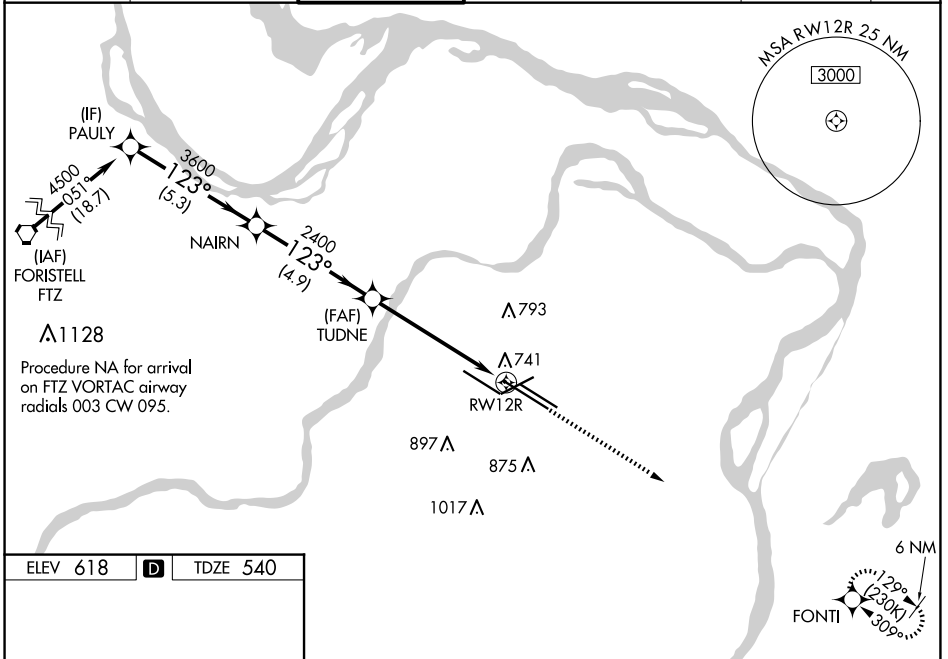 MSA RW12R 25 NM
3000
(IF)
PAULY
4500
051°
(18.7)
3600
123°
(5.3)
NAIRN
2400
123°
(4.9)
(IAF)
FORISTELL
FTZ
(FAF)
TUDNE
793
1128
741
RW12R
Procedure NA for arrival
on FTZ VORTAC airway
radials 003 CW 095.
897
875
1017
ELEV 618 D TDZE 540
6 NM
129°
(230K)
309°
FONTI